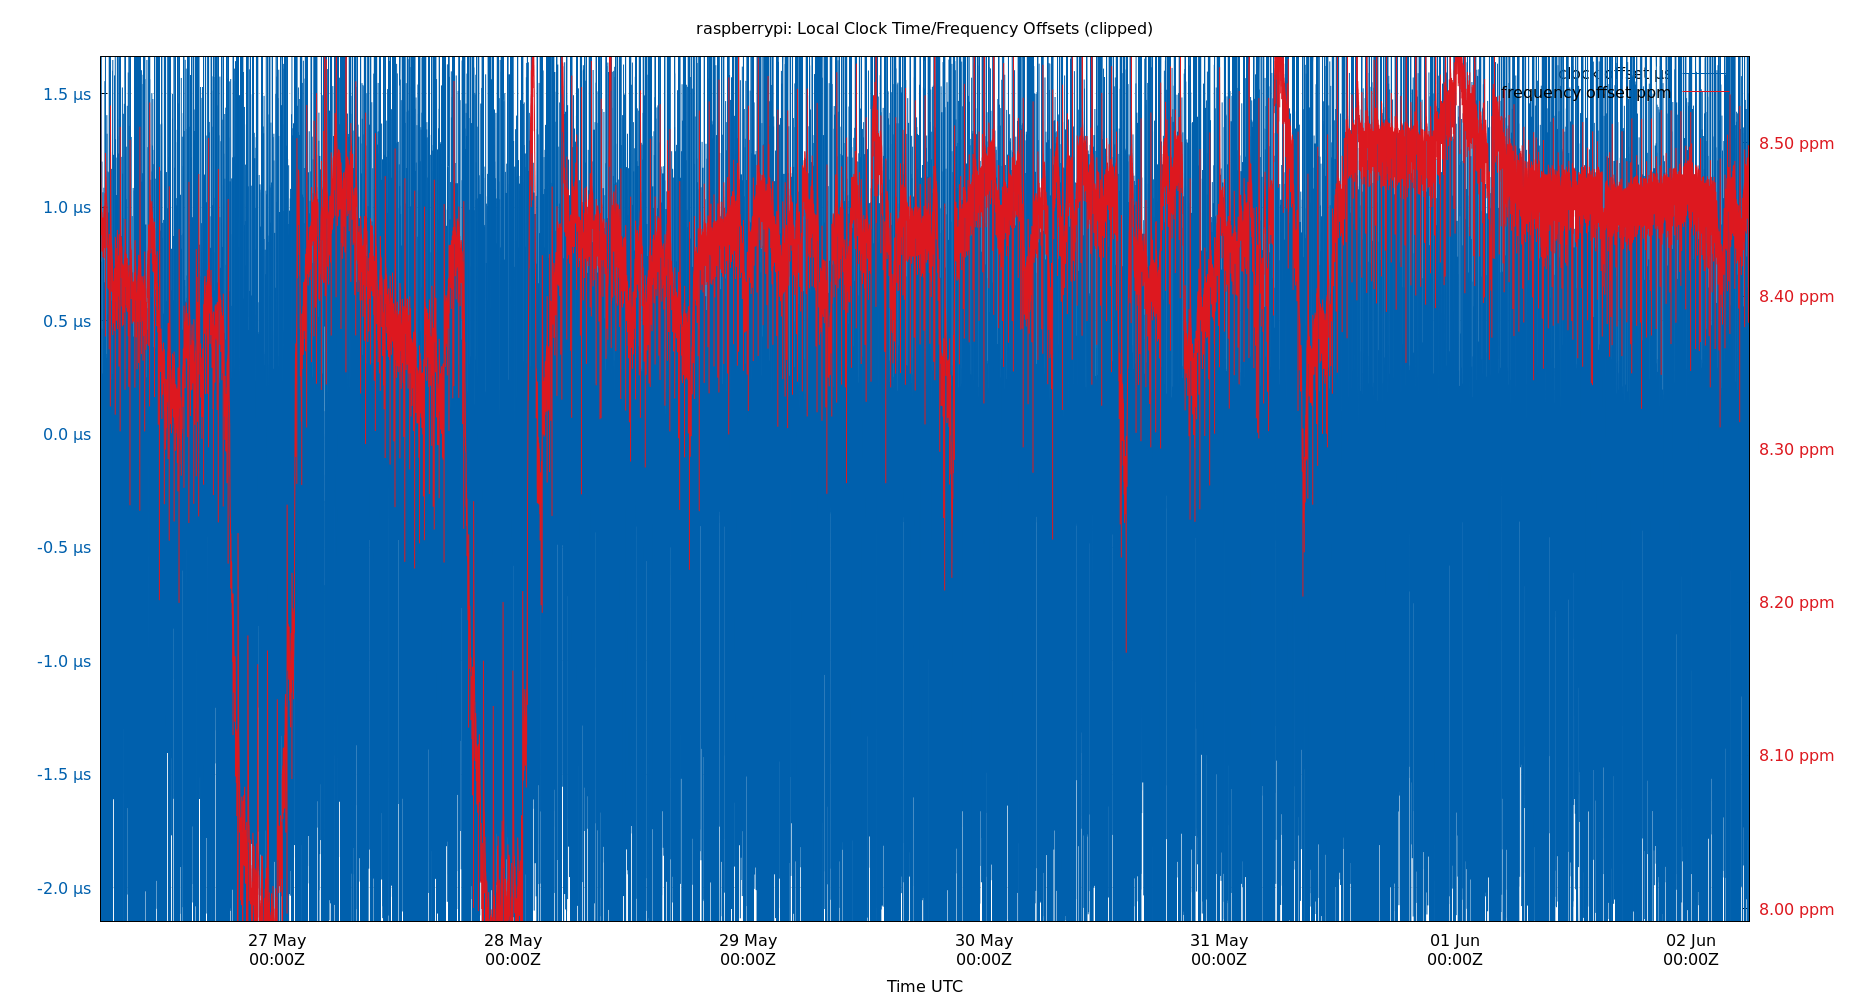 raspberrypi: Local Clock Time/Frequency Offsets (clipped)
clock offset µs
frequency offset ppm
1.5 µs
1.0 µs
0.5 µs
0.0 µs
-0.5 µs
-1.0 µs
-1.5 µs
-2.0 µs
8.50 ppm
8.40 ppm
8.30 ppm
8.20 ppm
8.10 ppm
8.00 ppm
27 May 28 May 29 May 30 May 31 May 01 Jun 02 Jun
00:00Z 00:00Z 00:00Z 00:00Z 00:00Z 00:00Z 00:00Z
Time UTC